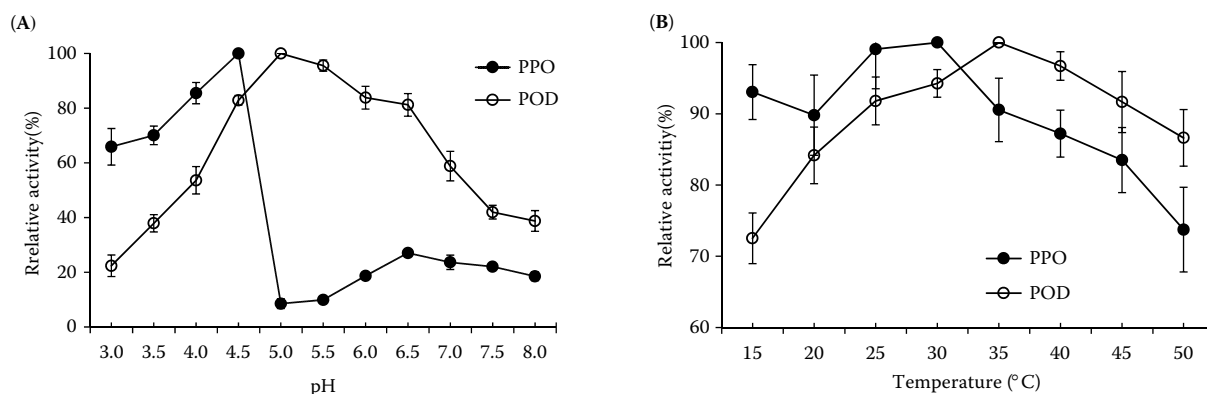 (A)
Rrelative activity(%)
100
80
60
40
20
0
PPO
POD
3.0 3.5 4.0 4.5 5.0 5.5 6.0 6.5 7.0 7.5 8.0
pH
(B)
Relative activitiy(%)
100
90
80
70
60
PPO
POD
15 20 25 30 35 40 45 50
Temperature (°C)